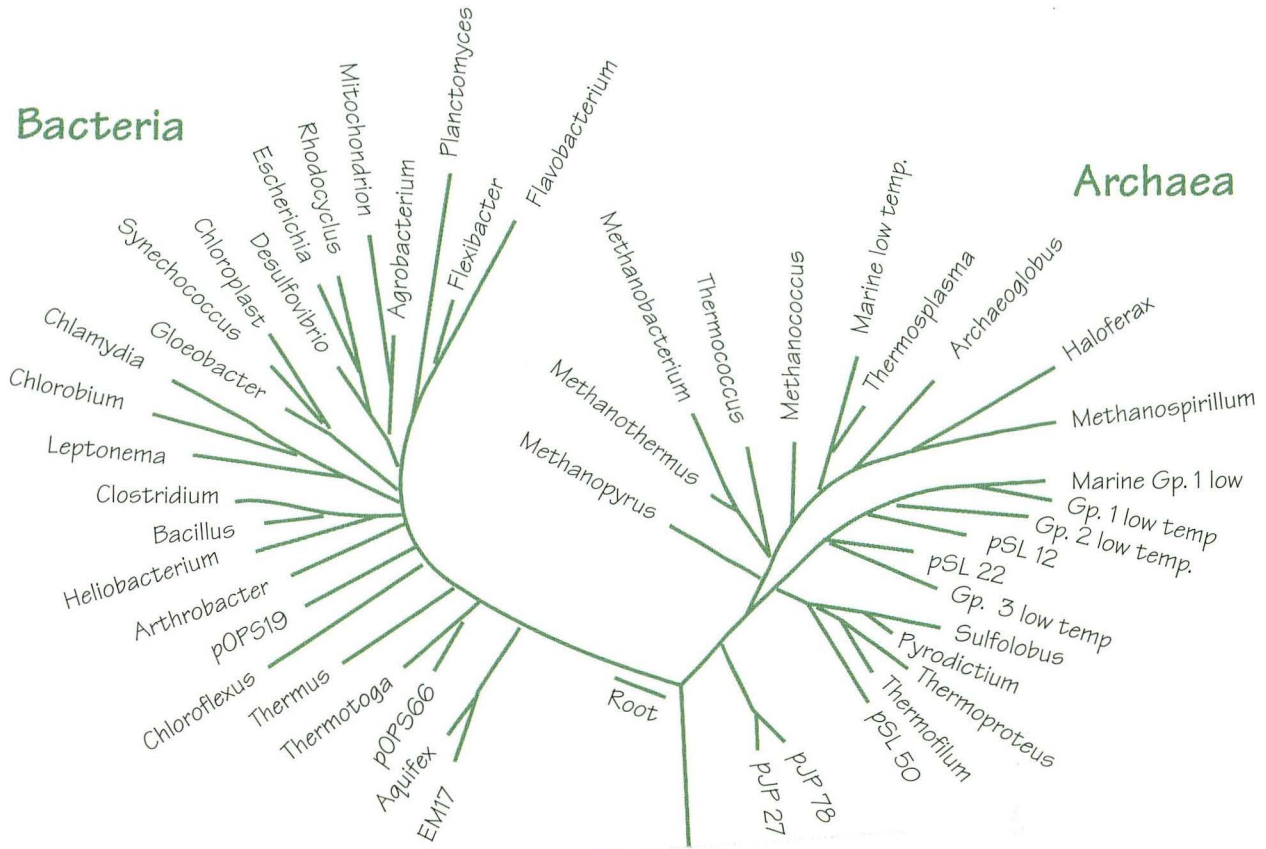 Bacteria
Archaea
Planctomyces
Mitochondrion
Flavobacterium
Rhodocyclus
Escherichia
Agrobacterium
Flexibacter
Synechococcus
Chloroplast
Desulfovibrio
Chlamydia
Gloeobacter
Chlorobium
Leptonema
Clostridium
Bacillus
Heliobacterium
Arthrobacter
pOPS19
Chloroflexus
Thermus
Thermotoga
pOPS66
Aquifex
EM17
Root
Methanopyrus
Methanothermus
Methanobacterium
Thermococcus
Methanococcus
Marine low temp.
Thermosplasma
Archaeoglobus
Haloferax
Methanospirillum
Marine Gp. 1 low
Gp. 1 low temp
Gp. 2 low temp.
pSL 12
pSL 22
Gp. 3 low temp
Sulfolobus
Pyrodictium
Thermoproteus
Thermofilum
pSL 50
pJP 78
pJP 27